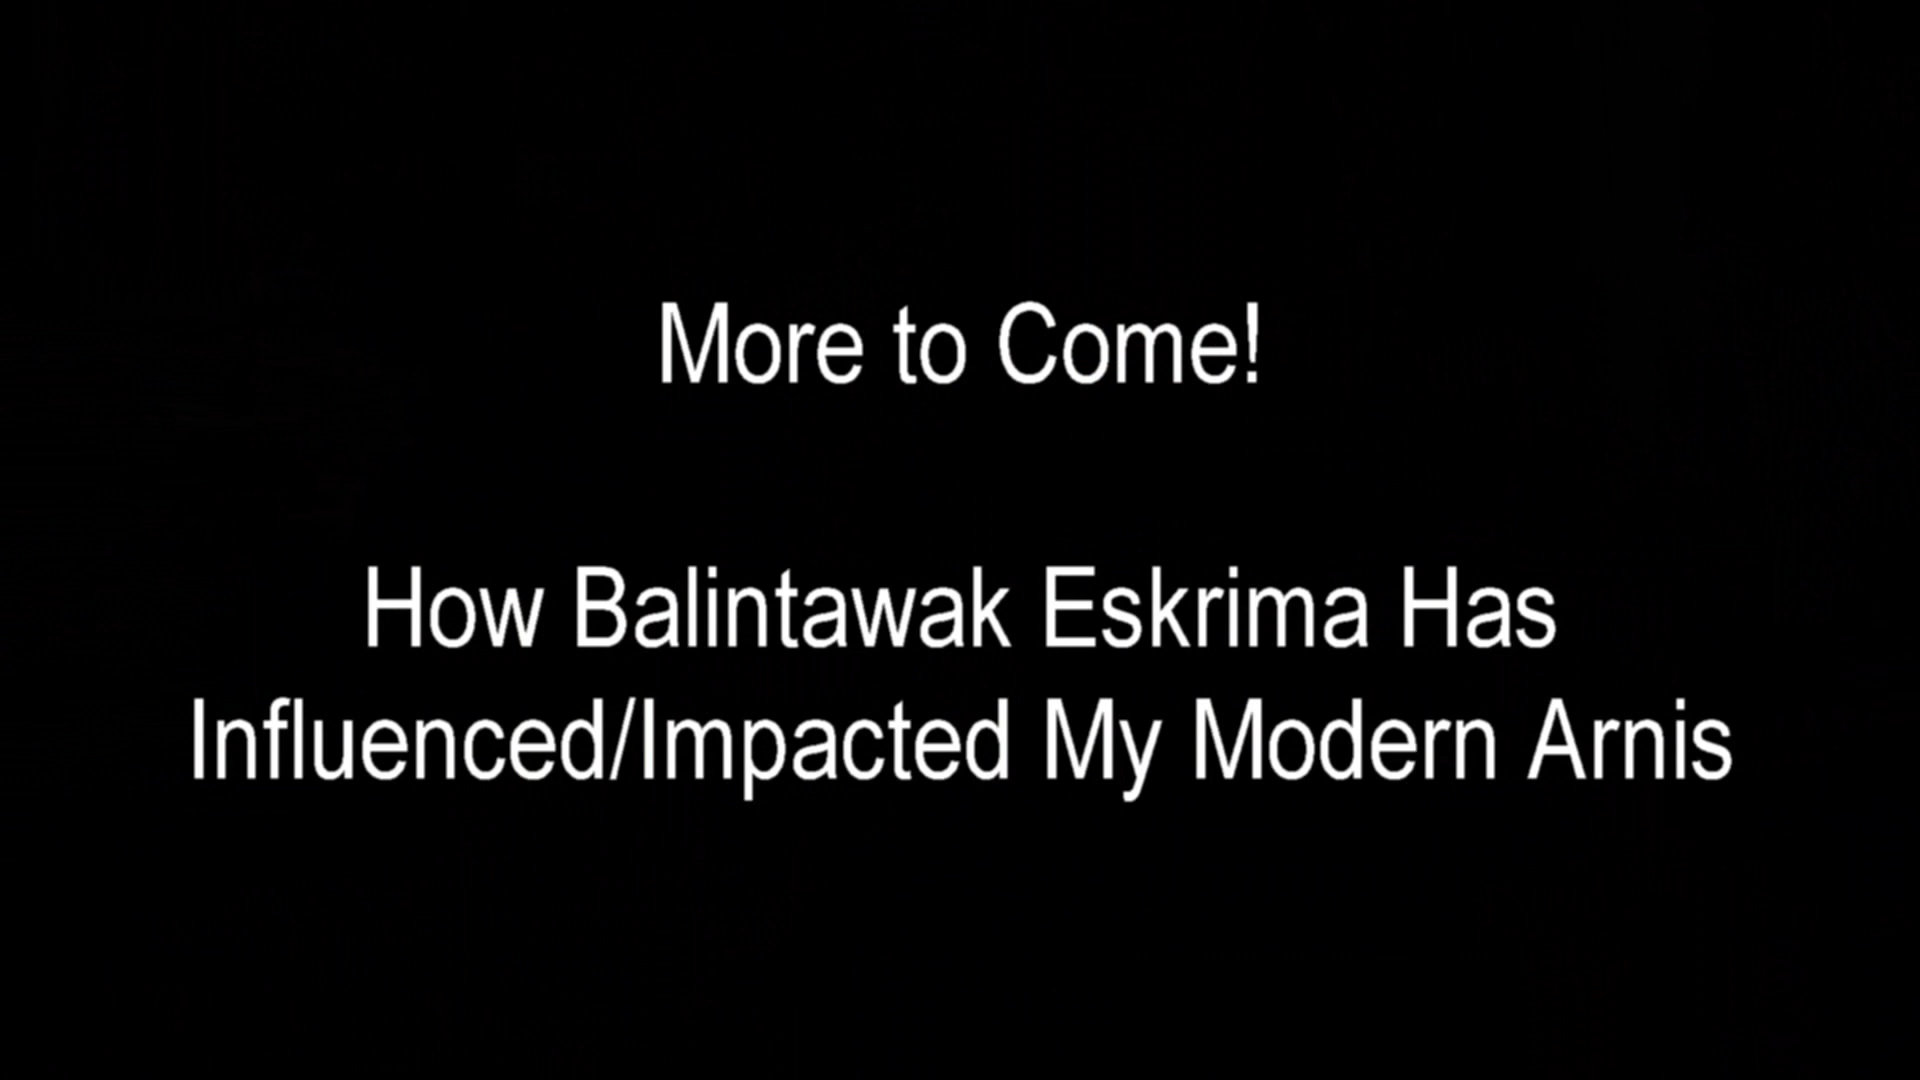 More to Come!
How Balintawak Eskrima Has
Influenced/Impacted My Modern Arnis